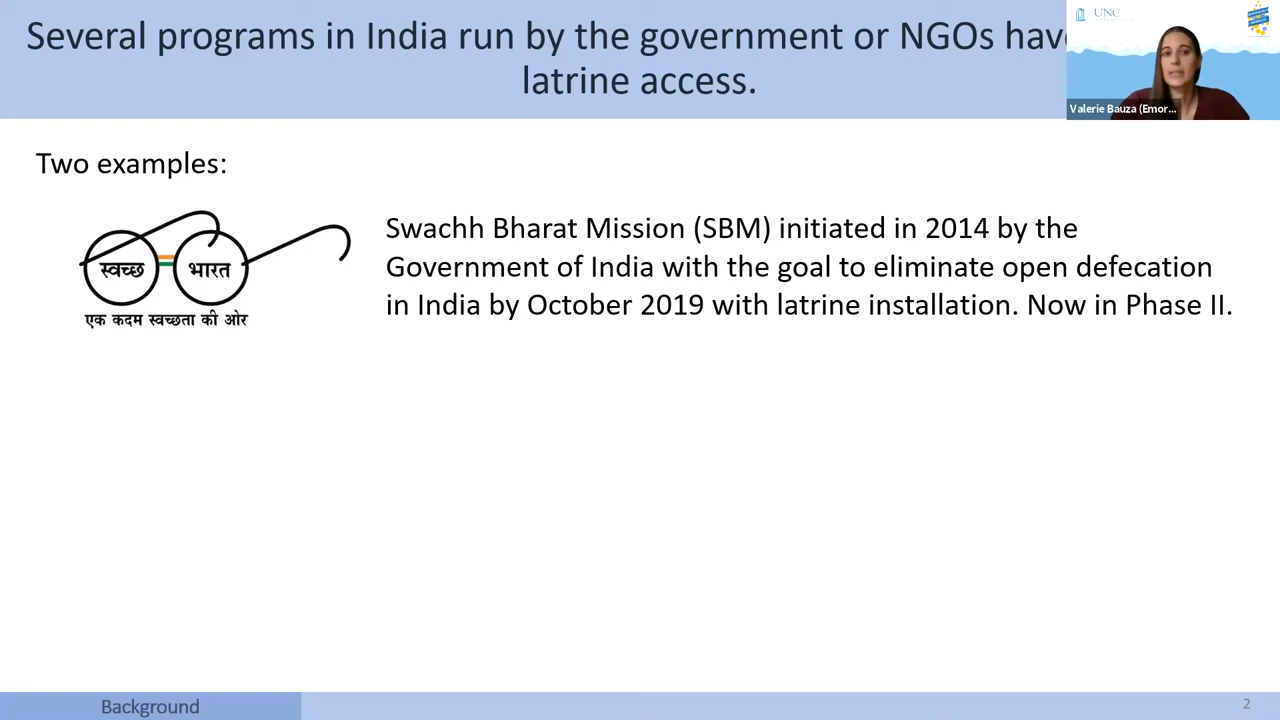 Several programs in India run by the government or NGOs have
latrine access.
UNC
Valerie Bauza (Emor...
Two examples:
स्वच्छ भारत
एक कदम स्वच्छता की ओर
Swachh Bharat Mission (SBM) initiated in 2014 by the
Government of India with the goal to eliminate open defecation
in India by October 2019 with latrine installation. Now in Phase II.
Background
2